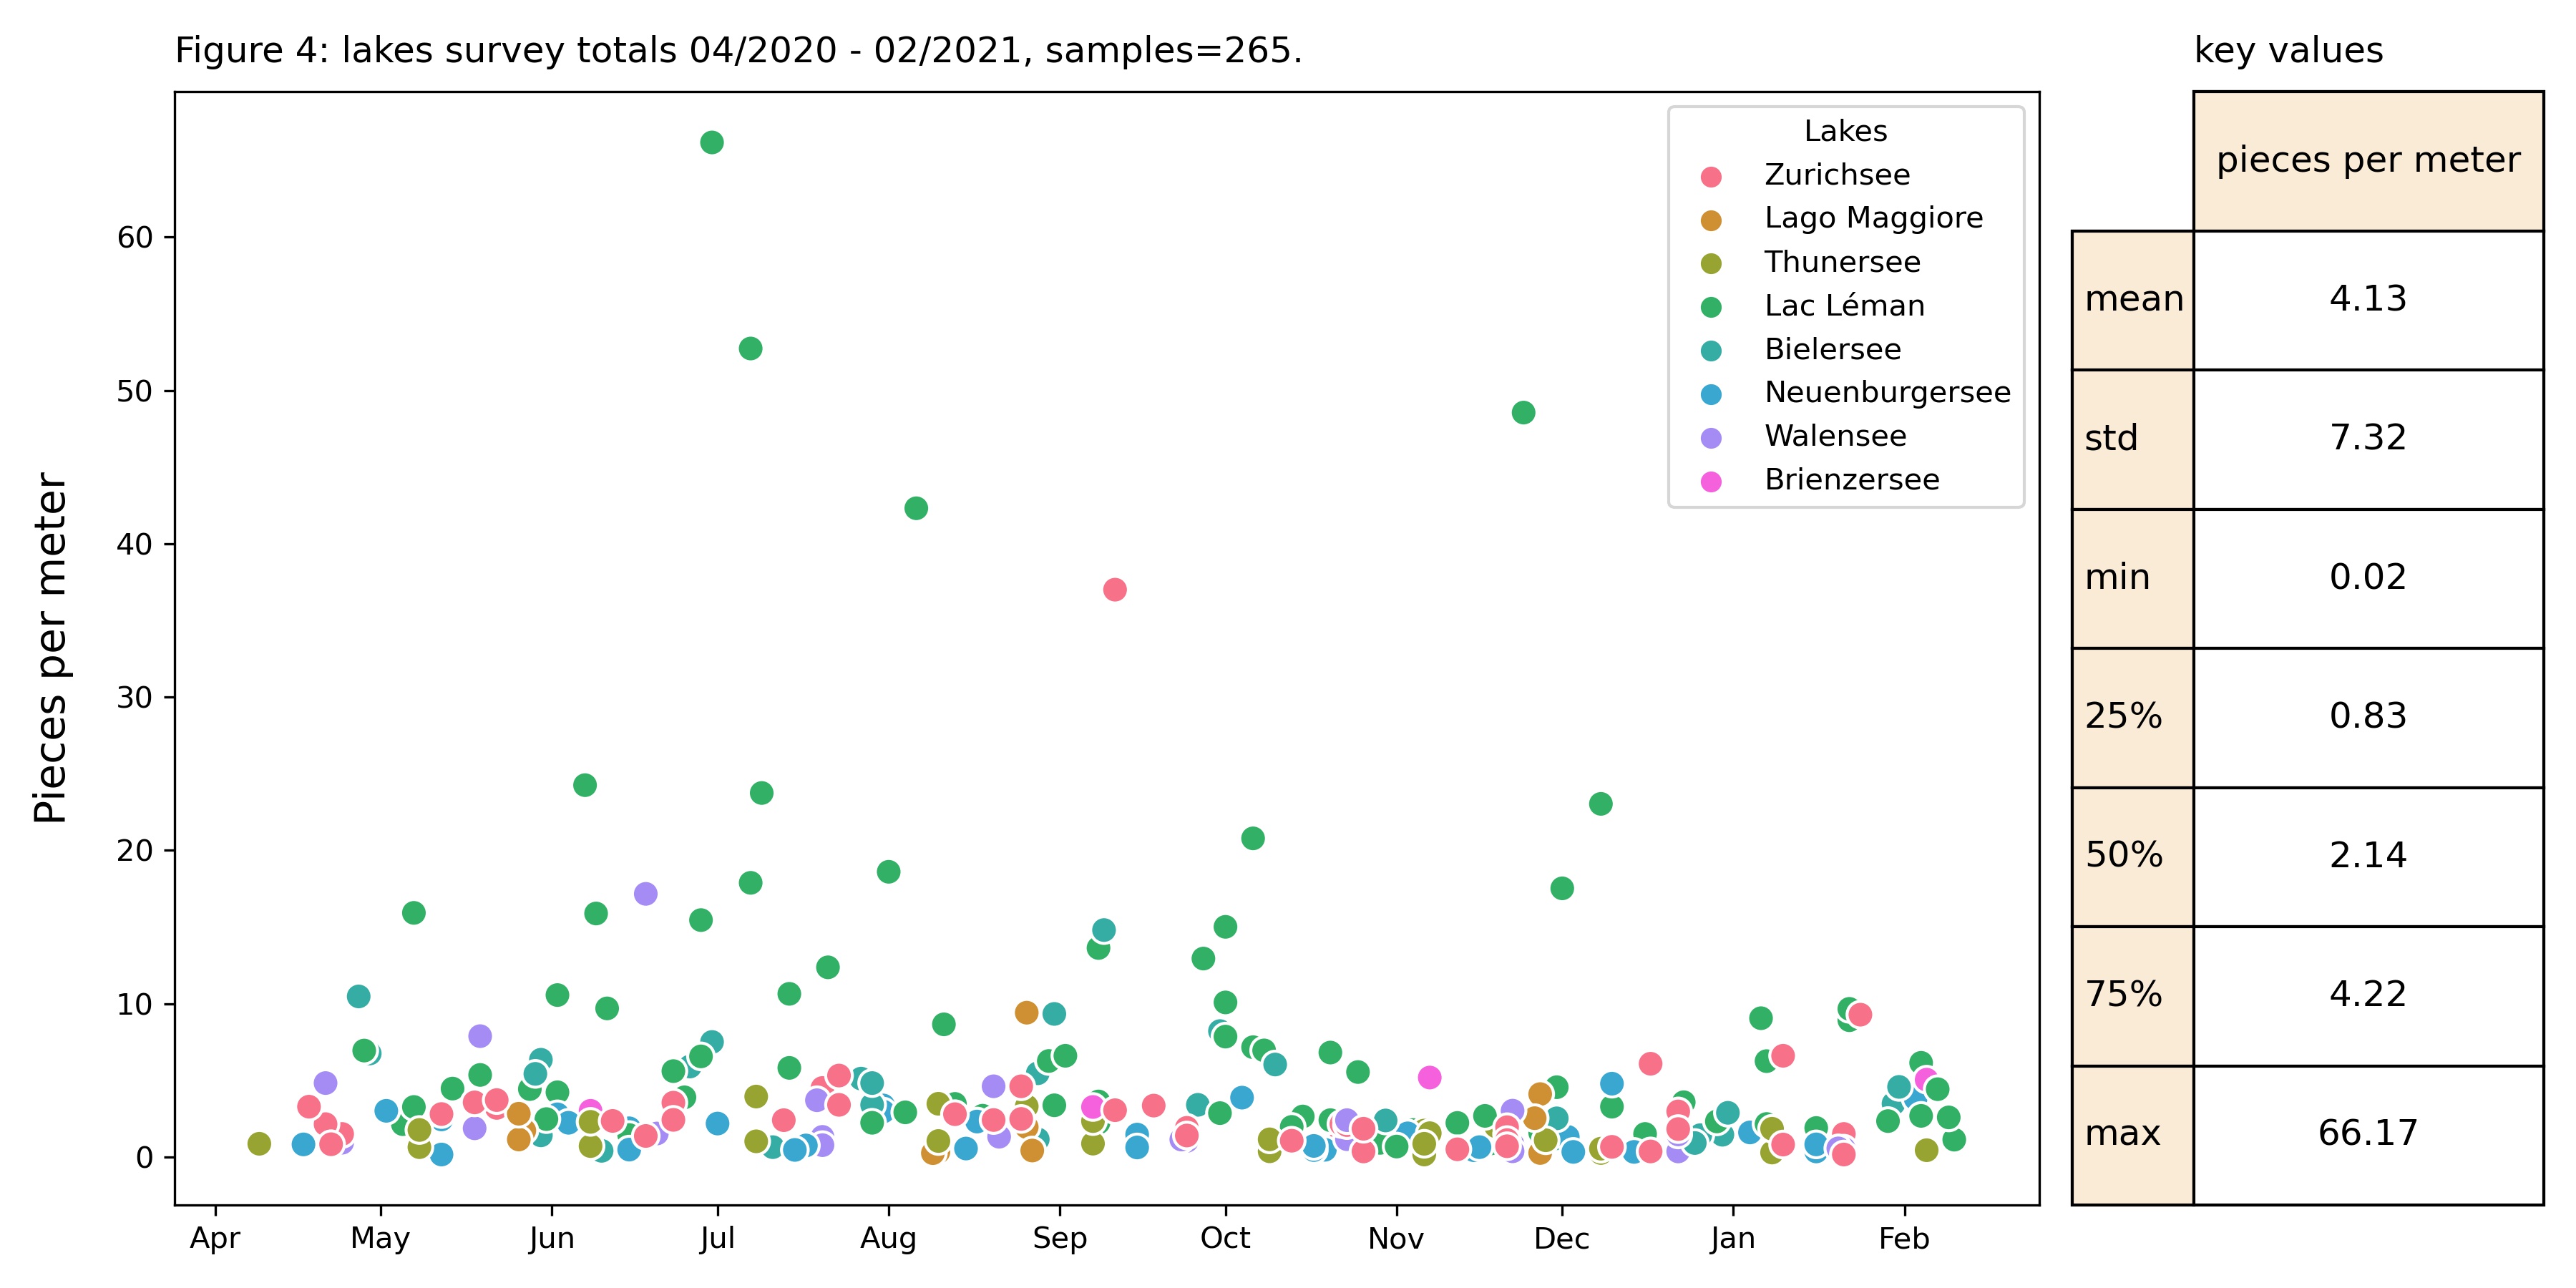 Figure 4: lakes survey totals 04/2020 - 02/2021, samples=265.
key values
Pieces per meter
60
50
40
30
20
10
0
Apr May Jun Jul Aug Sep Oct Nov Dec Jan Feb
Lakes
Zurichsee
Lago Maggiore
Thunersee
Lac Léman
Bielersee
Neuenburgersee
Walensee
Brienzersee
pieces per meter
mean 4.13
std 7.32
min 0.02
25% 0.83
50% 2.14
75% 4.22
max 66.17